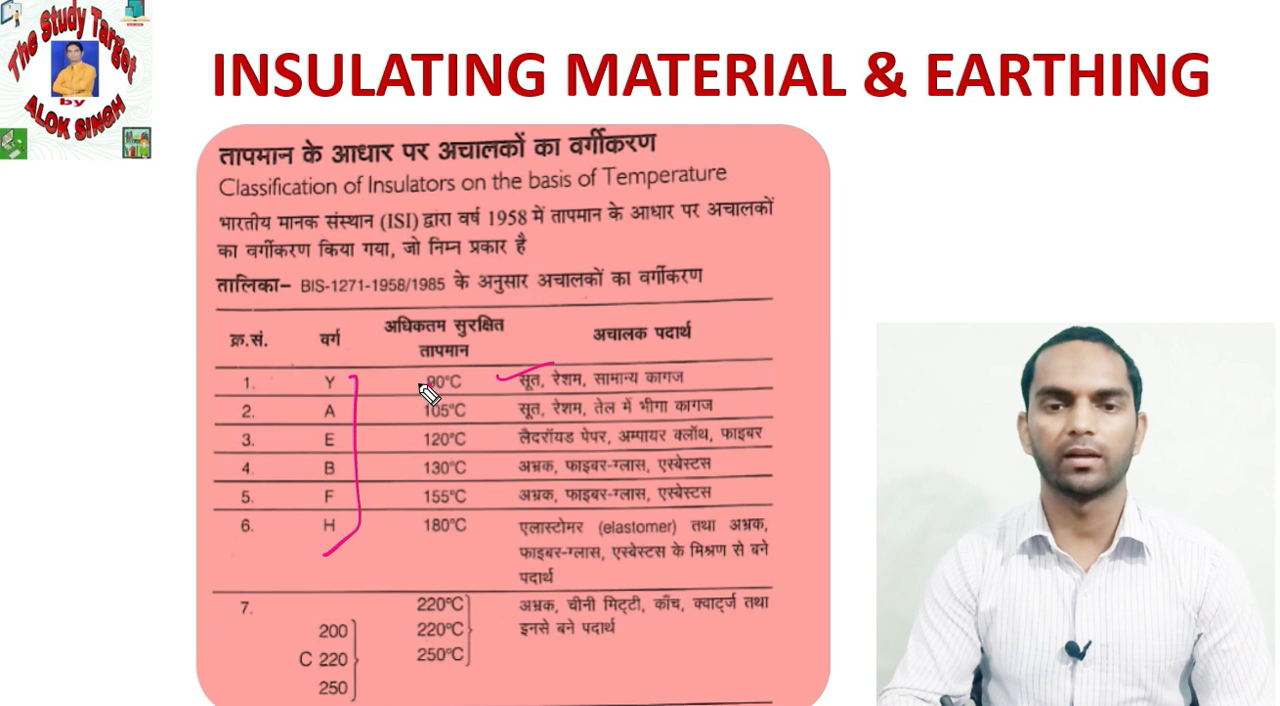 The Study Target
by
ALOK SINGH
INSULATING MATERIAL & EARTHING
तापमान के आधार पर अचालकों का वर्गीकरण
Classification of Insulators on the basis of Temperature
भारतीय मानक संस्थान (ISI) द्वारा वर्ष 1958 में तापमान के आधार पर अचालकों
का वर्गीकरण किया गया, जो निम्न प्रकार है
तालिका– BIS-1271-1958/1985 के अनुसार अचालकों का वर्गीकरण
क्र.सं. वर्ग अधिकतम सुरक्षित तापमान अचालक पदार्थ
1. Y 90°C सूत, रेशम, सामान्य कागज
2. A 105°C सूत, रेशम, तेल में भीगा कागज
3. E 120°C लैदरॉयड पेपर, अम्पायर क्लॉथ, फाइबर
4. B 130°C अभ्रक, फाइबर-ग्लास, एस्बेस्टस
5. F 155°C अभ्रक, फाइबर-ग्लास, एस्बेस्टस
6. H 180°C एलास्टोमर (elastomer) तथा अभ्रक,
फाइबर-ग्लास, एस्बेस्टस के मिश्रण से बने
पदार्थ
7. 220°C अभ्रक, चीनी मिट्टी, काँच, क्वार्ट्ज तथा
200 220°C इनसे बने पदार्थ
C 220 250°C
250